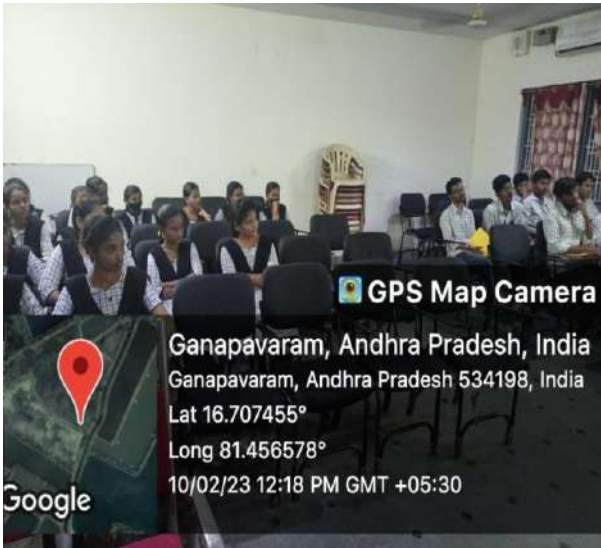 GPS Map Camera
Ganapavaram, Andhra Pradesh, India
Ganapavaram, Andhra Pradesh 534198, India
Lat 16.707455°
Long 81.456578°
10/02/23 12:18 PM GMT +05:30
Google